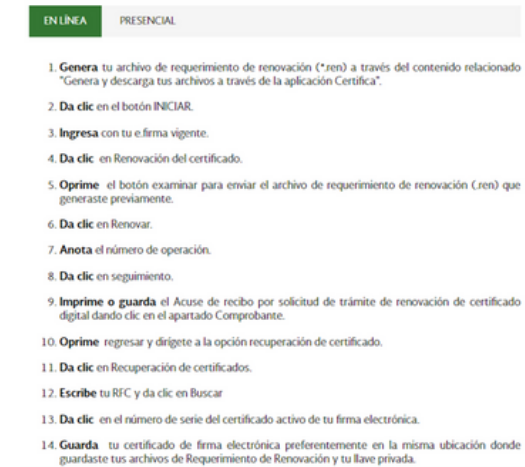 EN LÍNEA PRESENCIAL
1. Genera tu archivo de requerimiento de renovación (*.ren) a través del contenido relacionado
"Genera y descarga tus archivos a través de la aplicación Certifica".
2. Da clic en el botón INICIAR.
3. Ingresa con tu e.firma vigente.
4. Da clic en Renovación del certificado.
5. Oprime el botón examinar para enviar el archivo de requerimiento de renovación (.ren) que
generaste previamente.
6. Da clic en Renovar.
7. Anota el número de operación.
8. Da clic en seguimiento.
9. Imprime o guarda el Acuse de recibo por solicitud de trámite de renovación de certificado
digital dando clic en el apartado Comprobante.
10. Oprime regresar y dirígete a la opción recuperación de certificado.
11. Da clic en Recuperación de certificados.
12. Escribe tu RFC y da clic en Buscar
13. Da clic en el número de serie del certificado activo de tu firma electrónica.
14. Guarda tu certificado de firma electrónica preferentemente en la misma ubicación donde
guardaste tus archivos de Requerimiento de Renovación y tu llave privada.